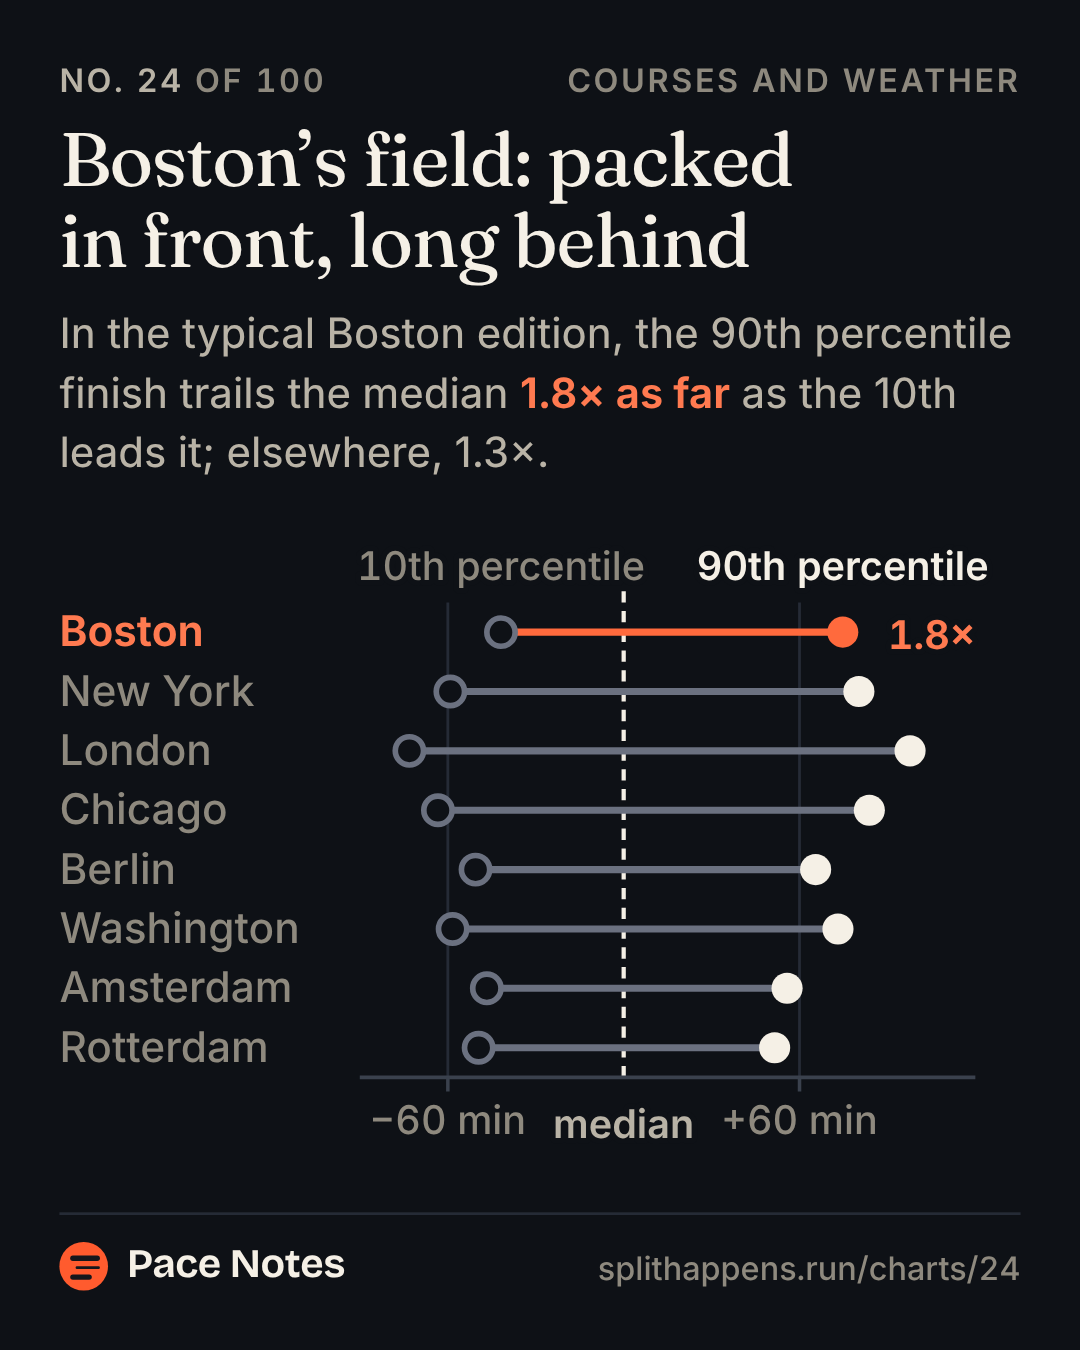 NO. 24 OF 100
COURSES AND WEATHER
Boston’s field: packed
in front, long behind
In the typical Boston edition, the 90th percentile
finish trails the median 1.8× as far as the 10th
leads it; elsewhere, 1.3×.
10th percentile
90th percentile
Boston
1.8×
New York
London
Chicago
Berlin
Washington
Amsterdam
Rotterdam
−60 min
median
+60 min
Pace Notes
splithappens.run/charts/24